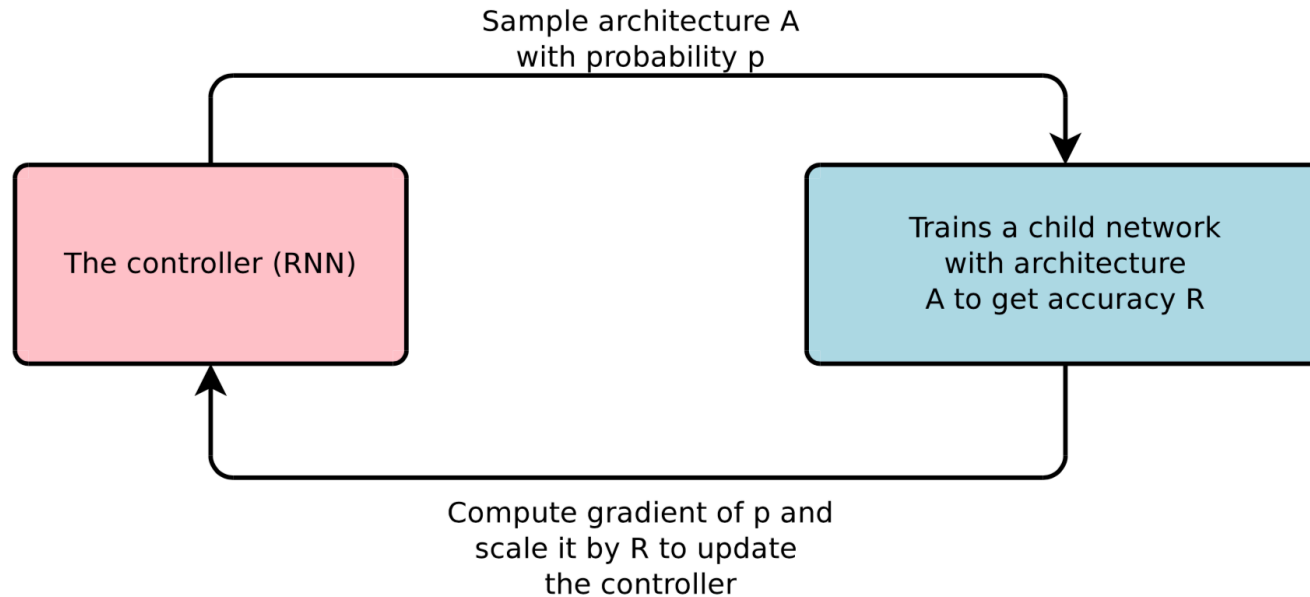 Sample architecture A
with probability p
The controller (RNN)
Trains a child network
with architecture
A to get accuracy R
Compute gradient of p and
scale it by R to update
the controller